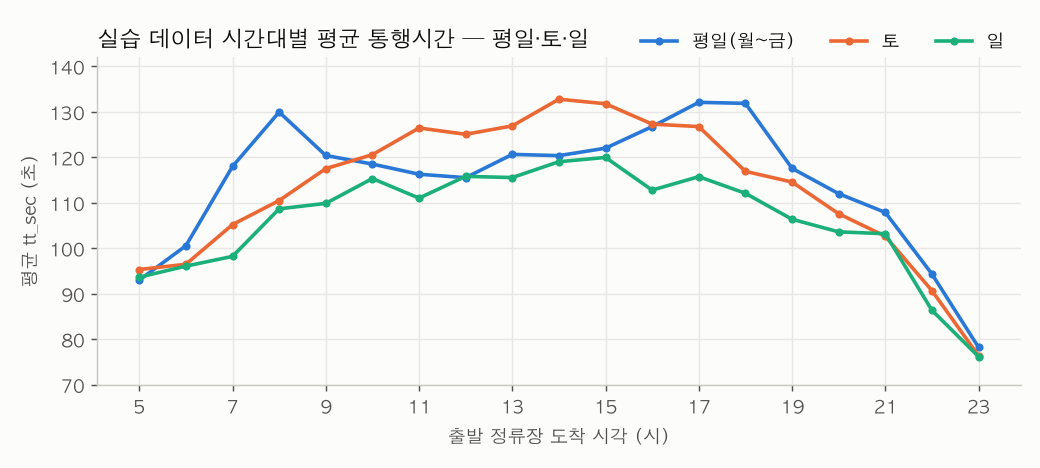 실습 데이터 시간대별 평균 통행시간 — 평일·토·일
평일(월~금) 토 일
평균 tt_sec (초)
140
130
120
110
100
90
80
70
5 7 9 11 13 15 17 19 21 23
출발 정류장 도착 시각 (시)